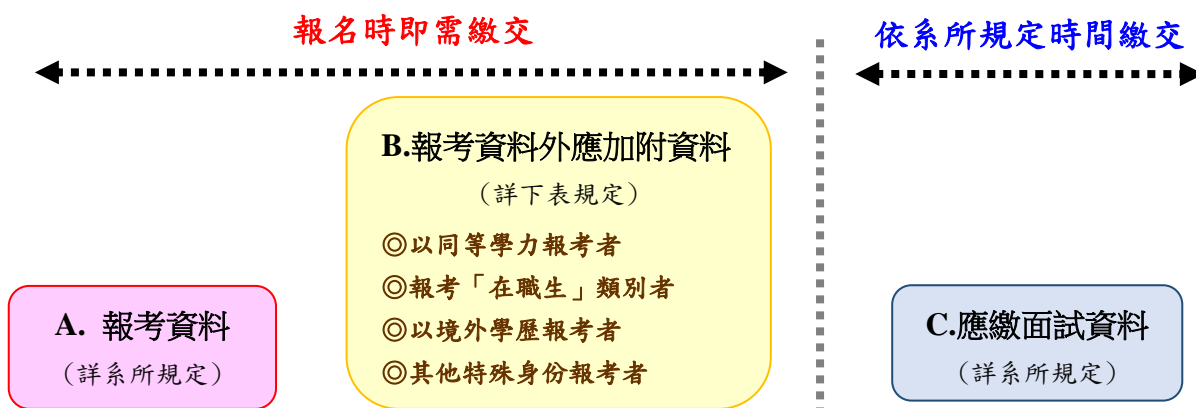 報名時即需繳交
依系所規定時間繳交
B.報考資料外應加附資料
（詳下表規定）
◎以同等學力報考者
◎報考「在職生」類別者
◎以境外學歷報考者
◎其他特殊身份報考者
A. 報考資料
（詳系所規定）
C.應繳面試資料
（詳系所規定）